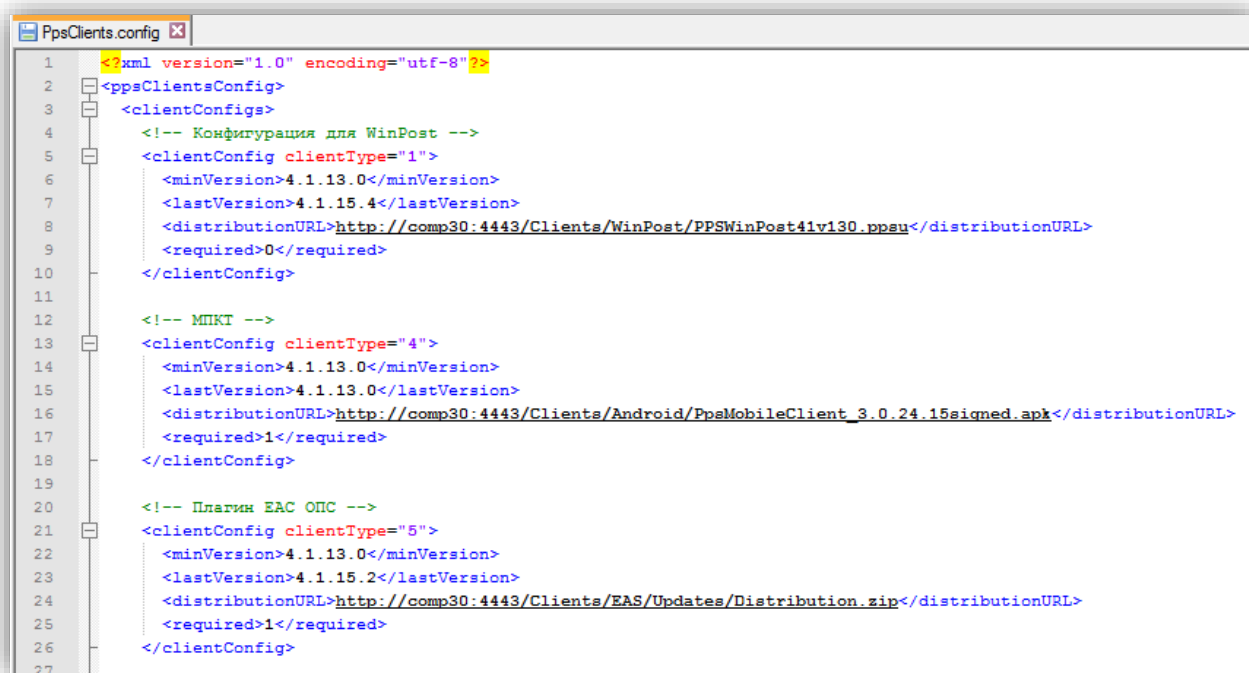 PpsClients.config
1 <?xml version="1.0" encoding="utf-8"?>
2 <ppsClientsConfig>
3 <clientConfigs>
4 <!-- Конфигурация для WinPost -->
5 <clientConfig clientType="1">
6 <minVersion>4.1.13.0</minVersion>
7 <lastVersion>4.1.15.4</lastVersion>
8 <distributionURL>http://comp30:4443/Clients/WinPost/PPSWinPost41v130.ppsu</distributionURL>
9 <required>0</required>
10 </clientConfig>
11
12 <!-- МПКТ -->
13 <clientConfig clientType="4">
14 <minVersion>4.1.13.0</minVersion>
15 <lastVersion>4.1.13.0</lastVersion>
16 <distributionURL>http://comp30:4443/Clients/Android/PpsMobileClient_3.0.24.15signed.apk</distributionURL>
17 <required>1</required>
18 </clientConfig>
19
20 <!-- Плагин ЕАС ОПС -->
21 <clientConfig clientType="5">
22 <minVersion>4.1.13.0</minVersion>
23 <lastVersion>4.1.15.2</lastVersion>
24 <distributionURL>http://comp30:4443/Clients/EAS/Updates/Distribution.zip</distributionURL>
25 <required>1</required>
26 </clientConfig>
27